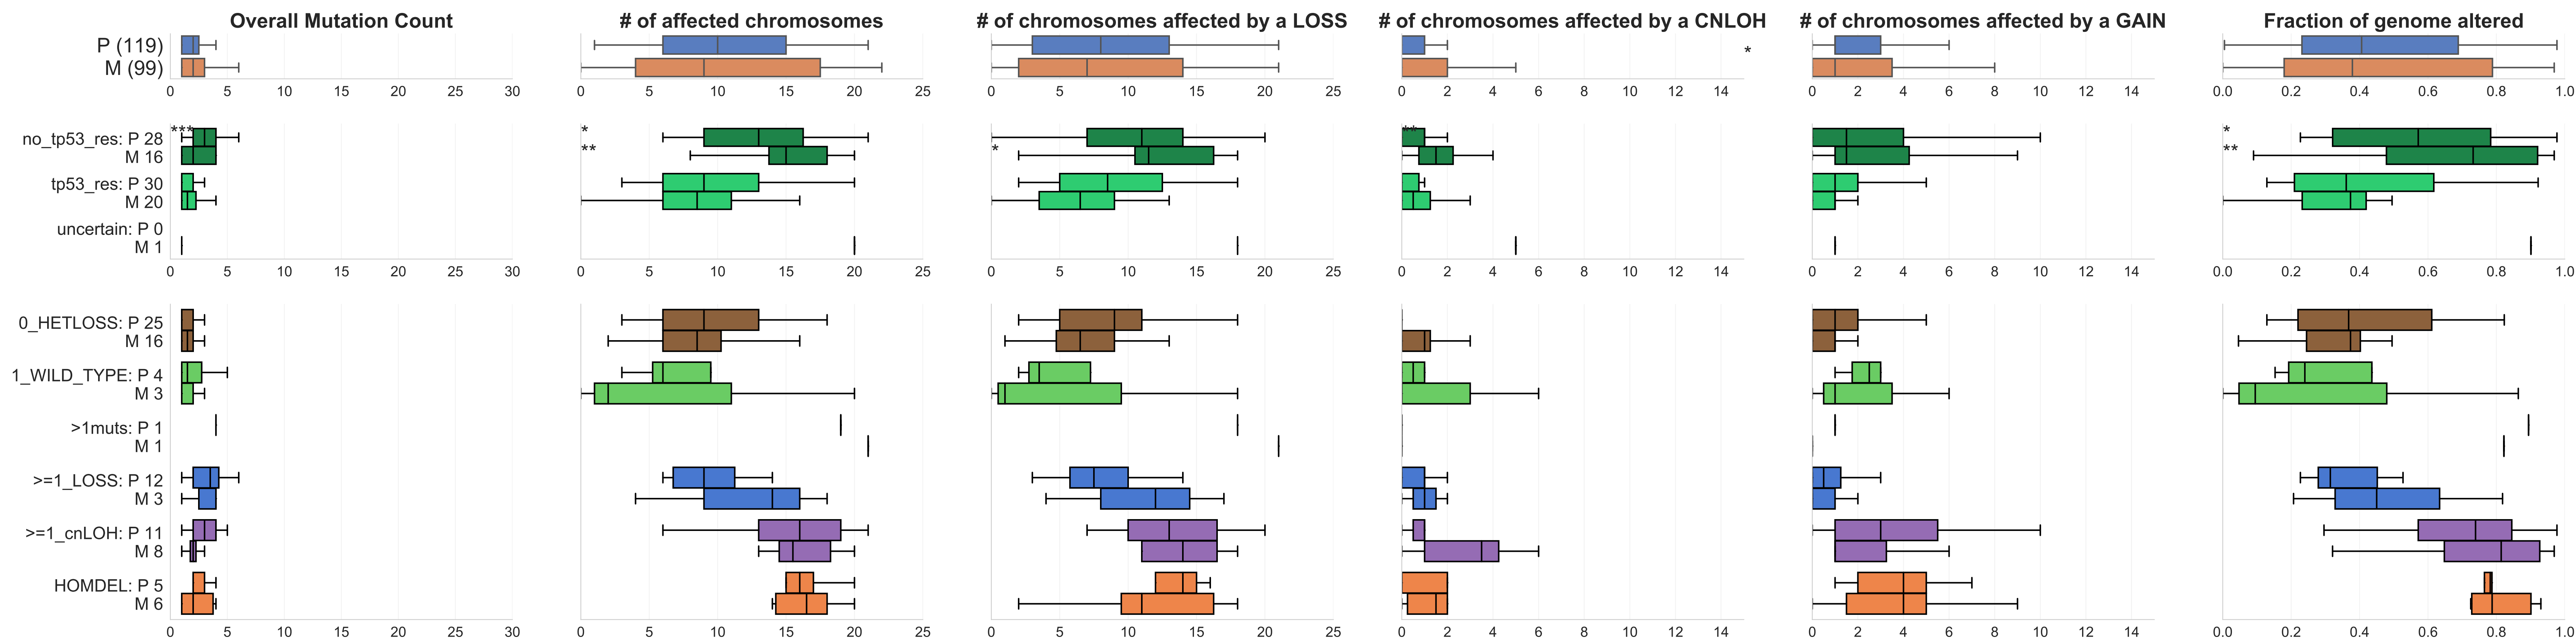 Overall Mutation Count # of affected chromosomes # of chromosomes affected by a LOSS # of chromosomes affected by a CNLOH # of chromosomes affected by a GAIN Fraction of genome altered
P (119)
*
M (99)
0 5 10 15 20 25 30 0 5 10 15 20 25 0 5 10 15 20 25 0 2 4 6 8 10 12 14 0 2 4 6 8 10 12 14 0.0 0.2 0.4 0.6 0.8 1.0
*** * ** *
no_tp53_res: P 28
** * **
M 16
tp53_res: P 30
M 20
uncertain: P 0
M 1
0 5 10 15 20 25 30 0 5 10 15 20 25 0 5 10 15 20 25 0 2 4 6 8 10 12 14 0 2 4 6 8 10 12 14 0.0 0.2 0.4 0.6 0.8 1.0
0_HETLOSS: P 25
M 16
1_WILD_TYPE: P 4
M 3
>1muts: P 1
M 1
>=1_LOSS: P 12
M 3
>=1_cnLOH: P 11
M 8
HOMDEL: P 5
M 6
0 5 10 15 20 25 30 0 5 10 15 20 25 0 5 10 15 20 25 0 2 4 6 8 10 12 14 0 2 4 6 8 10 12 14 0.0 0.2 0.4 0.6 0.8 1.0